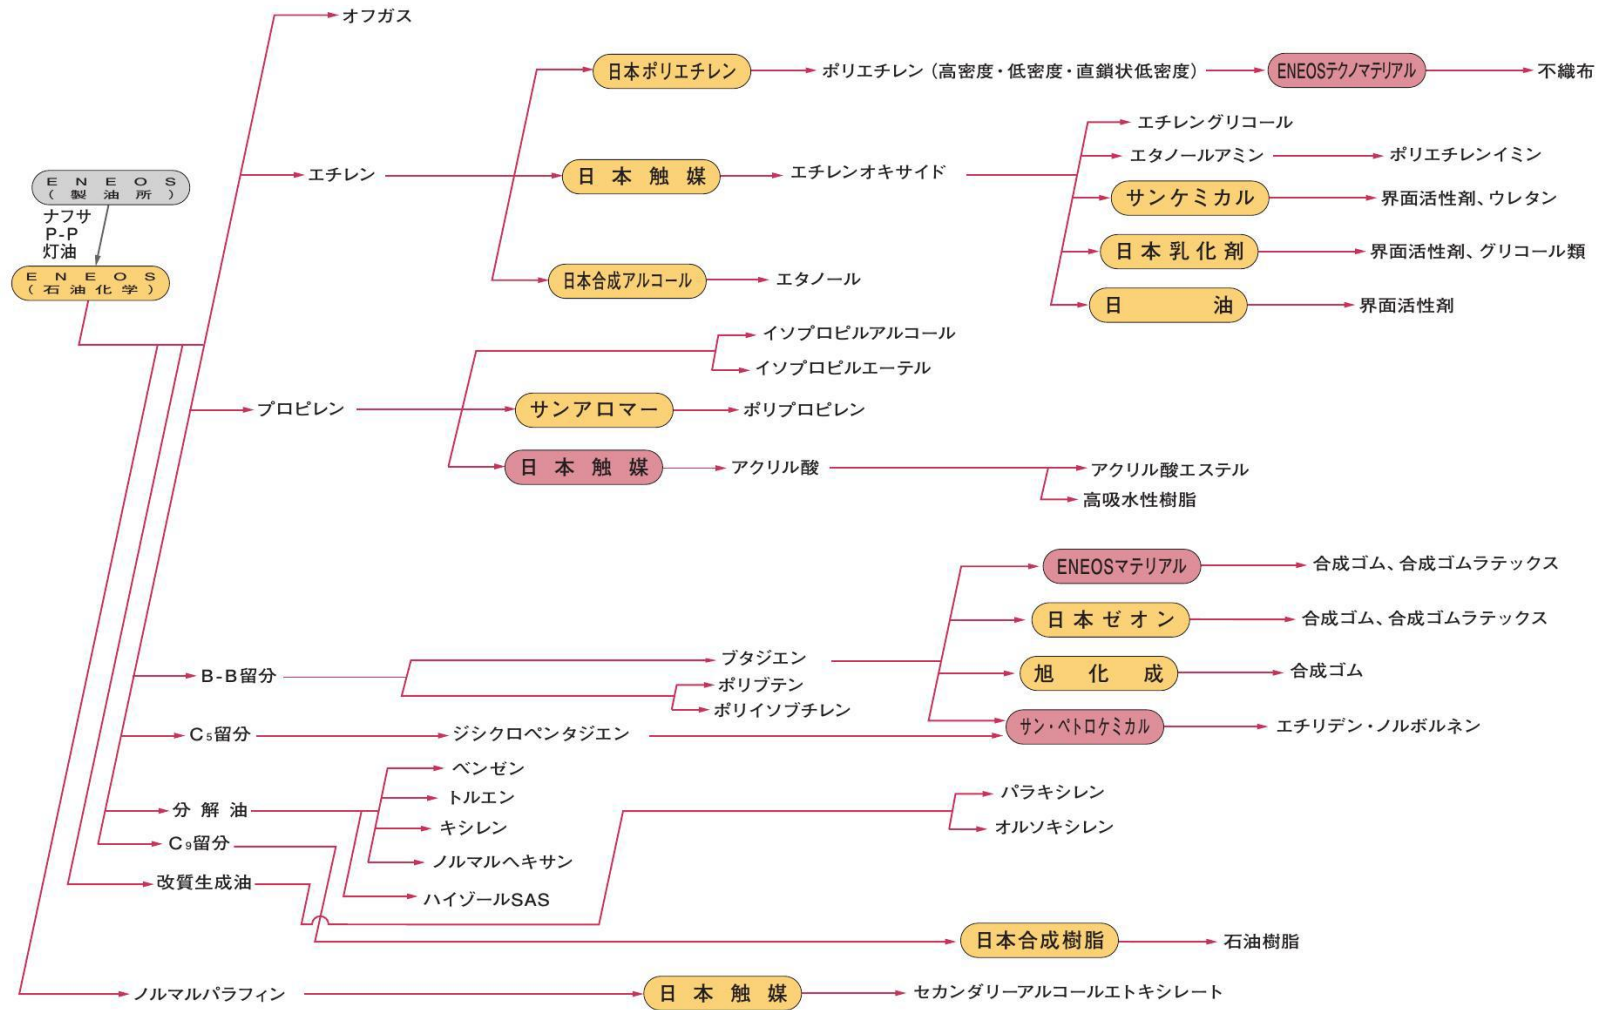 オフガス
日本ポリエチレン
ポリエチレン（高密度・低密度・直鎖状低密度）
ENEOSテクノマテリアル
不織布
エチレングリコール
エタノールアミン
ポリエチレンイミン
エチレン
日本触媒
エチレンオキサイド
サンケミカル
界面活性剤、ウレタン
ENEOS
（製油所）
ナフサ
P-P
灯油
日本乳化剤
界面活性剤、グリコール類
ENEOS
（石油化学）
日本合成アルコール
エタノール
日油
界面活性剤
イソプロピルアルコール
イソプロピルエーテル
プロピレン
サンアロマー
ポリプロピレン
日本触媒
アクリル酸
アクリル酸エステル
高吸水性樹脂
ENEOSマテリアル
合成ゴム、合成ゴムラテックス
日本ゼオン
合成ゴム、合成ゴムラテックス
B-B留分
ブタジエン
旭化成
合成ゴム
ポリブテン
ポリイソブチレン
サン・ペトロケミカル
エチリデン・ノルボルネン
C₅留分
ジシクロペンタジエン
ベンゼン
トルエン
パラキシレン
分解油
キシレン
オルソキシレン
C₉留分
ノルマルヘキサン
改質生成油
ハイゾールSAS
日本合成樹脂
石油樹脂
ノルマルパラフィン
日本触媒
セカンダリーアルコールエトキシレート